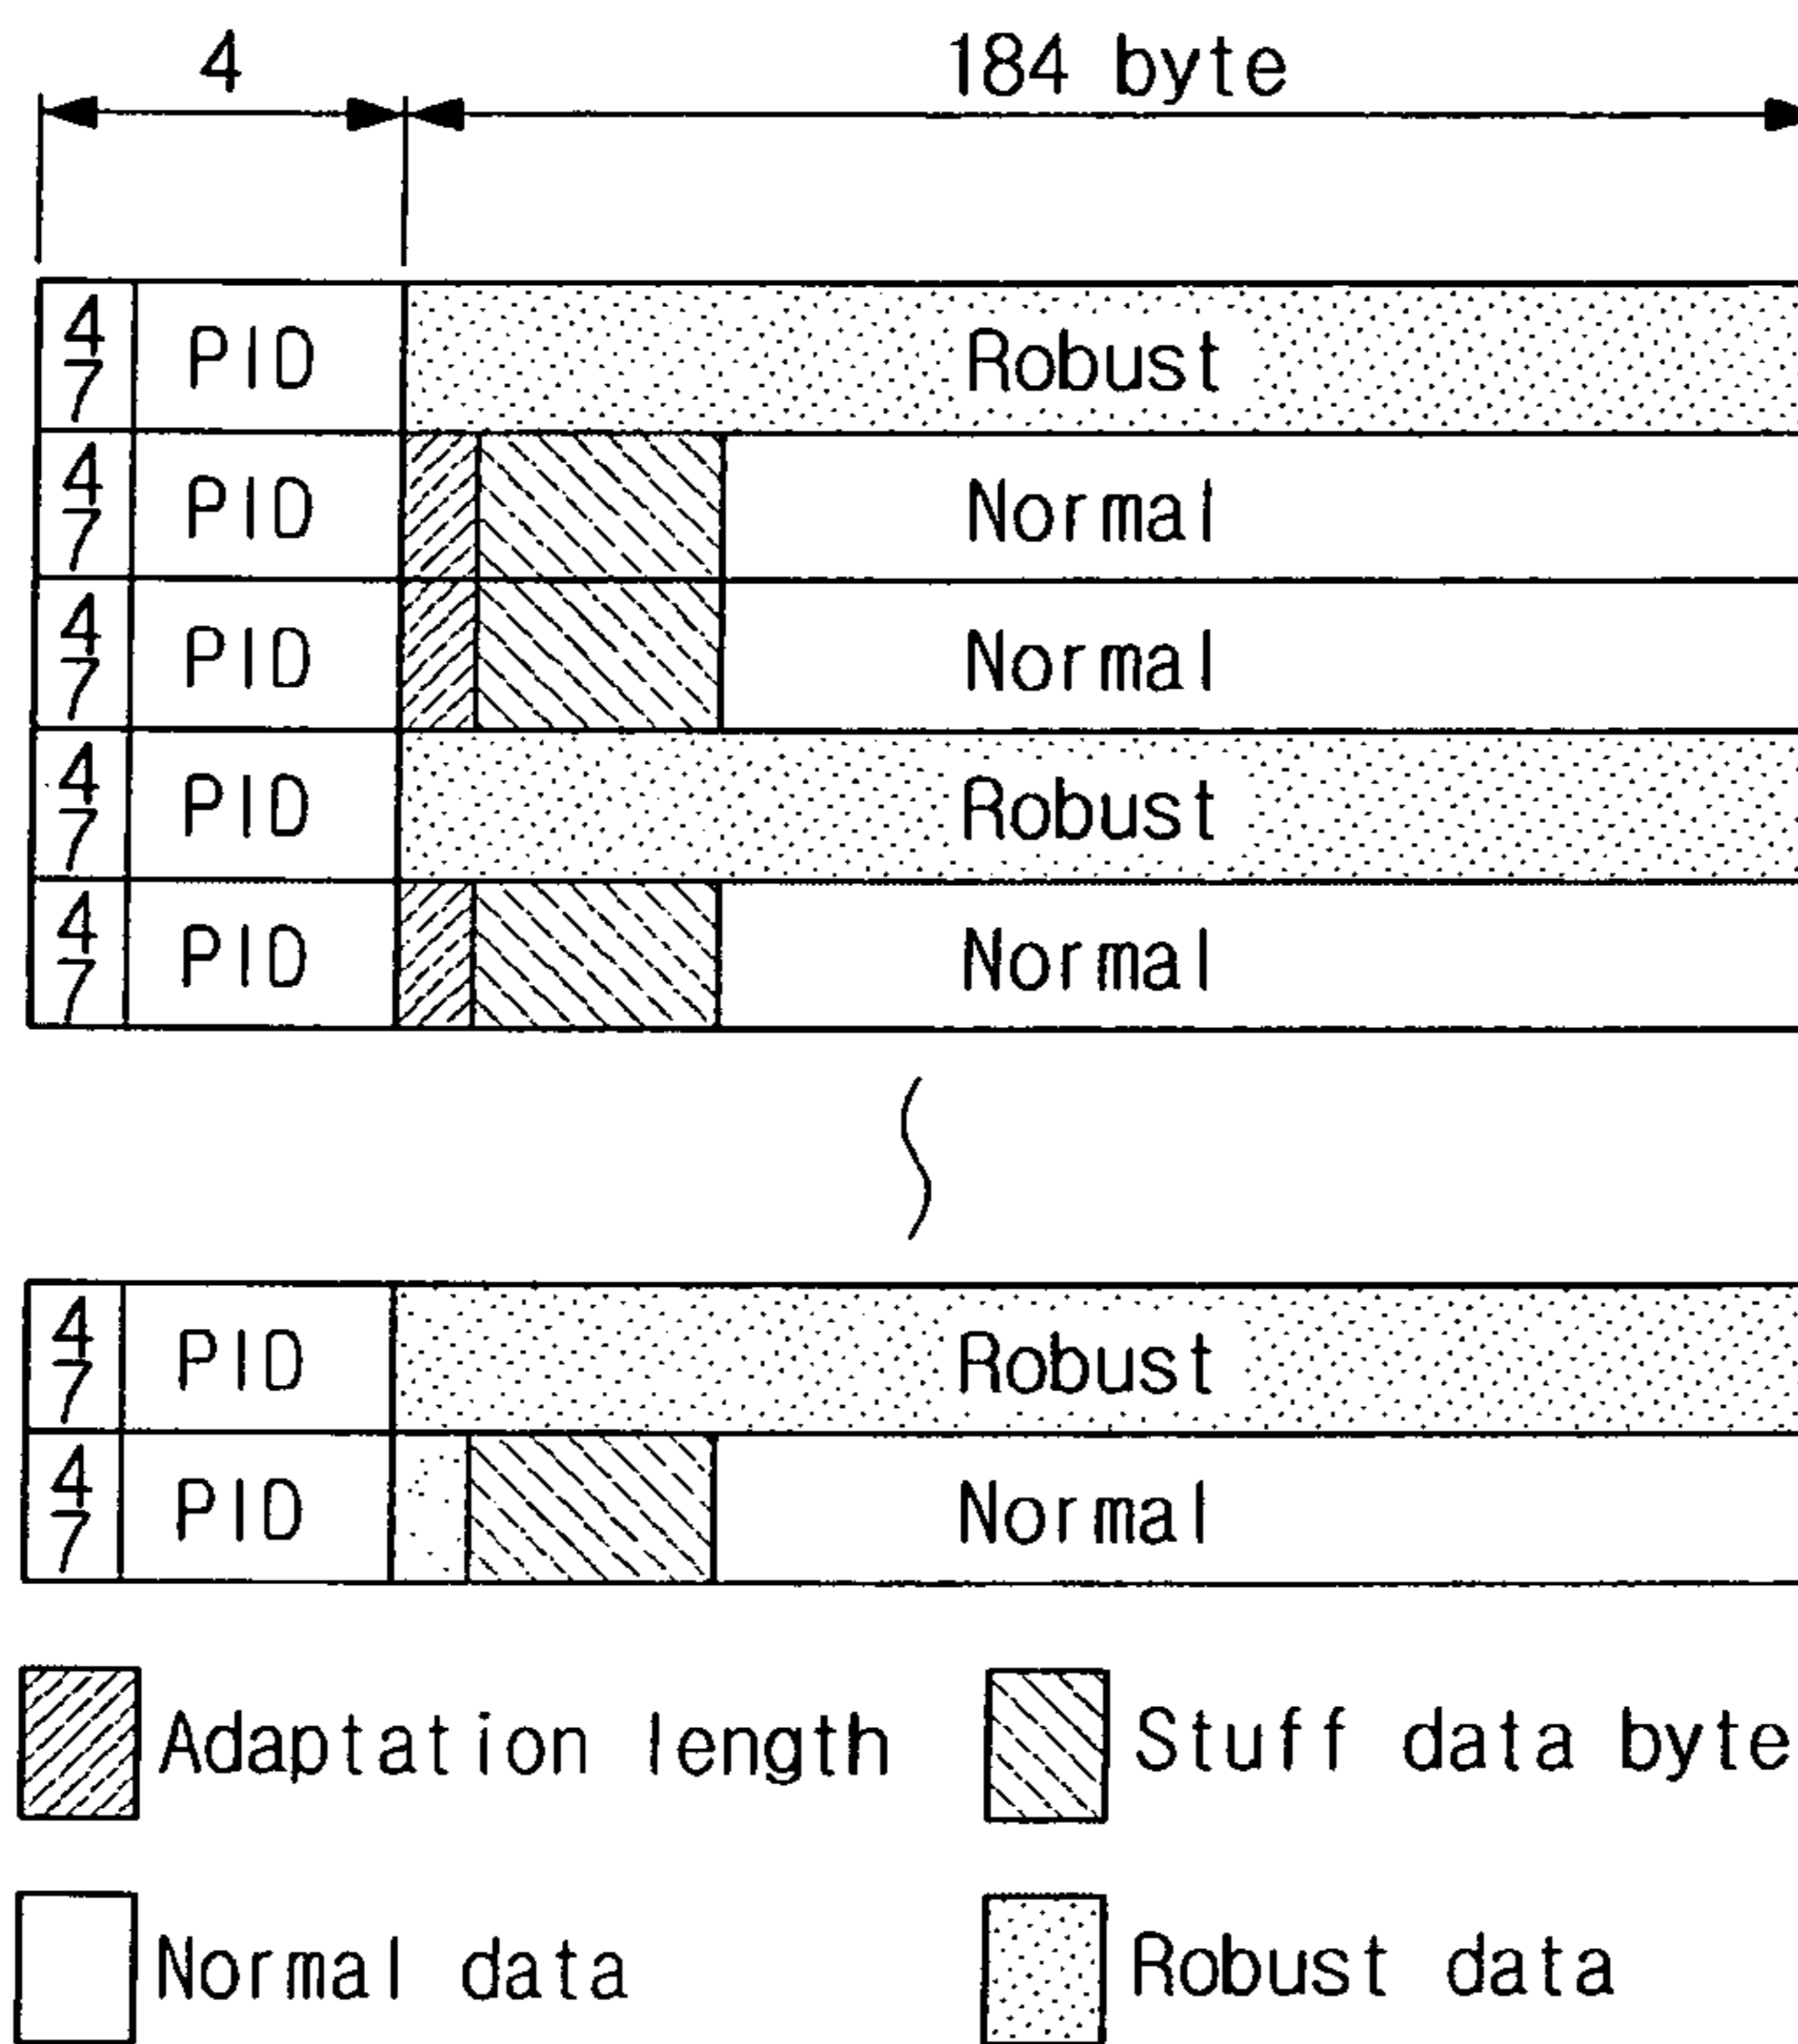 4 184 byte
47 PID Robust
47 PID Normal
47 PID Normal
47 PID Robust
47 PID Normal
47 PID Robust
47 PID Normal
Adaptation length Stuff data byte
Normal data Robust data